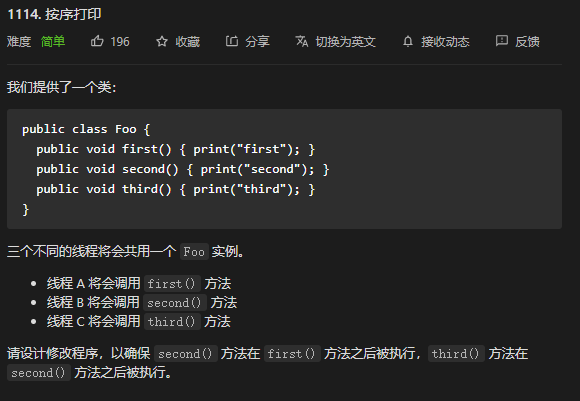 1114. 按序打印
难度 简单 196 收藏 分享 切换为英文 接收动态 反馈
我们提供了一个类：
public class Foo {
  public void first() { print("first"); }
  public void second() { print("second"); }
  public void third() { print("third"); }
}
三个不同的线程将会共用一个 Foo 实例。
• 线程 A 将会调用 first() 方法
• 线程 B 将会调用 second() 方法
• 线程 C 将会调用 third() 方法
请设计修改程序，以确保 second() 方法在 first() 方法之后被执行，third() 方法在
second() 方法之后被执行。